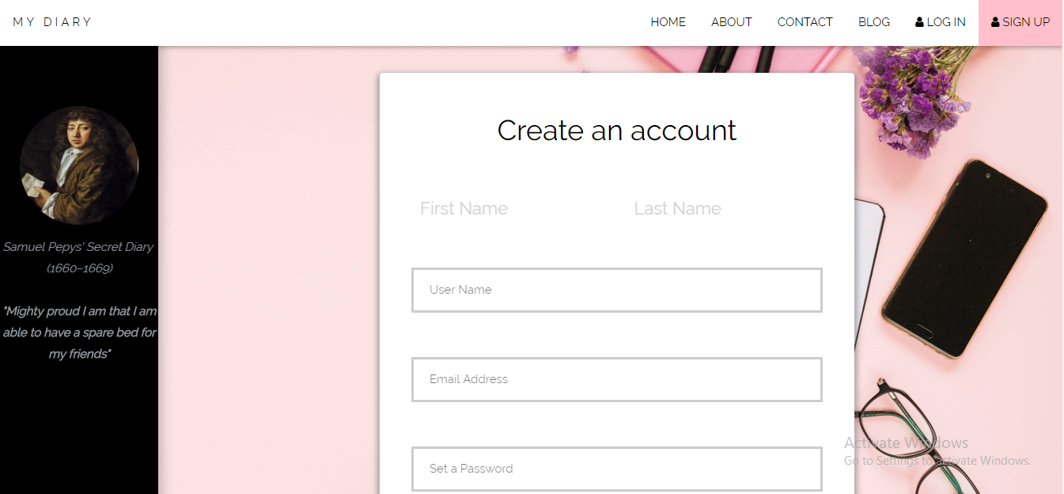 MY DIARY
HOME
ABOUT
CONTACT
BLOG
LOG IN
SIGN UP
Samuel Pepys' Secret Diary
(1660–1669)
"Mighty proud I am that I am
able to have a spare bed for
my friends"
Create an account
First Name
Last Name
User Name
Email Address
Set a Password
Activate Windows
Go to Settings to activate Windows.